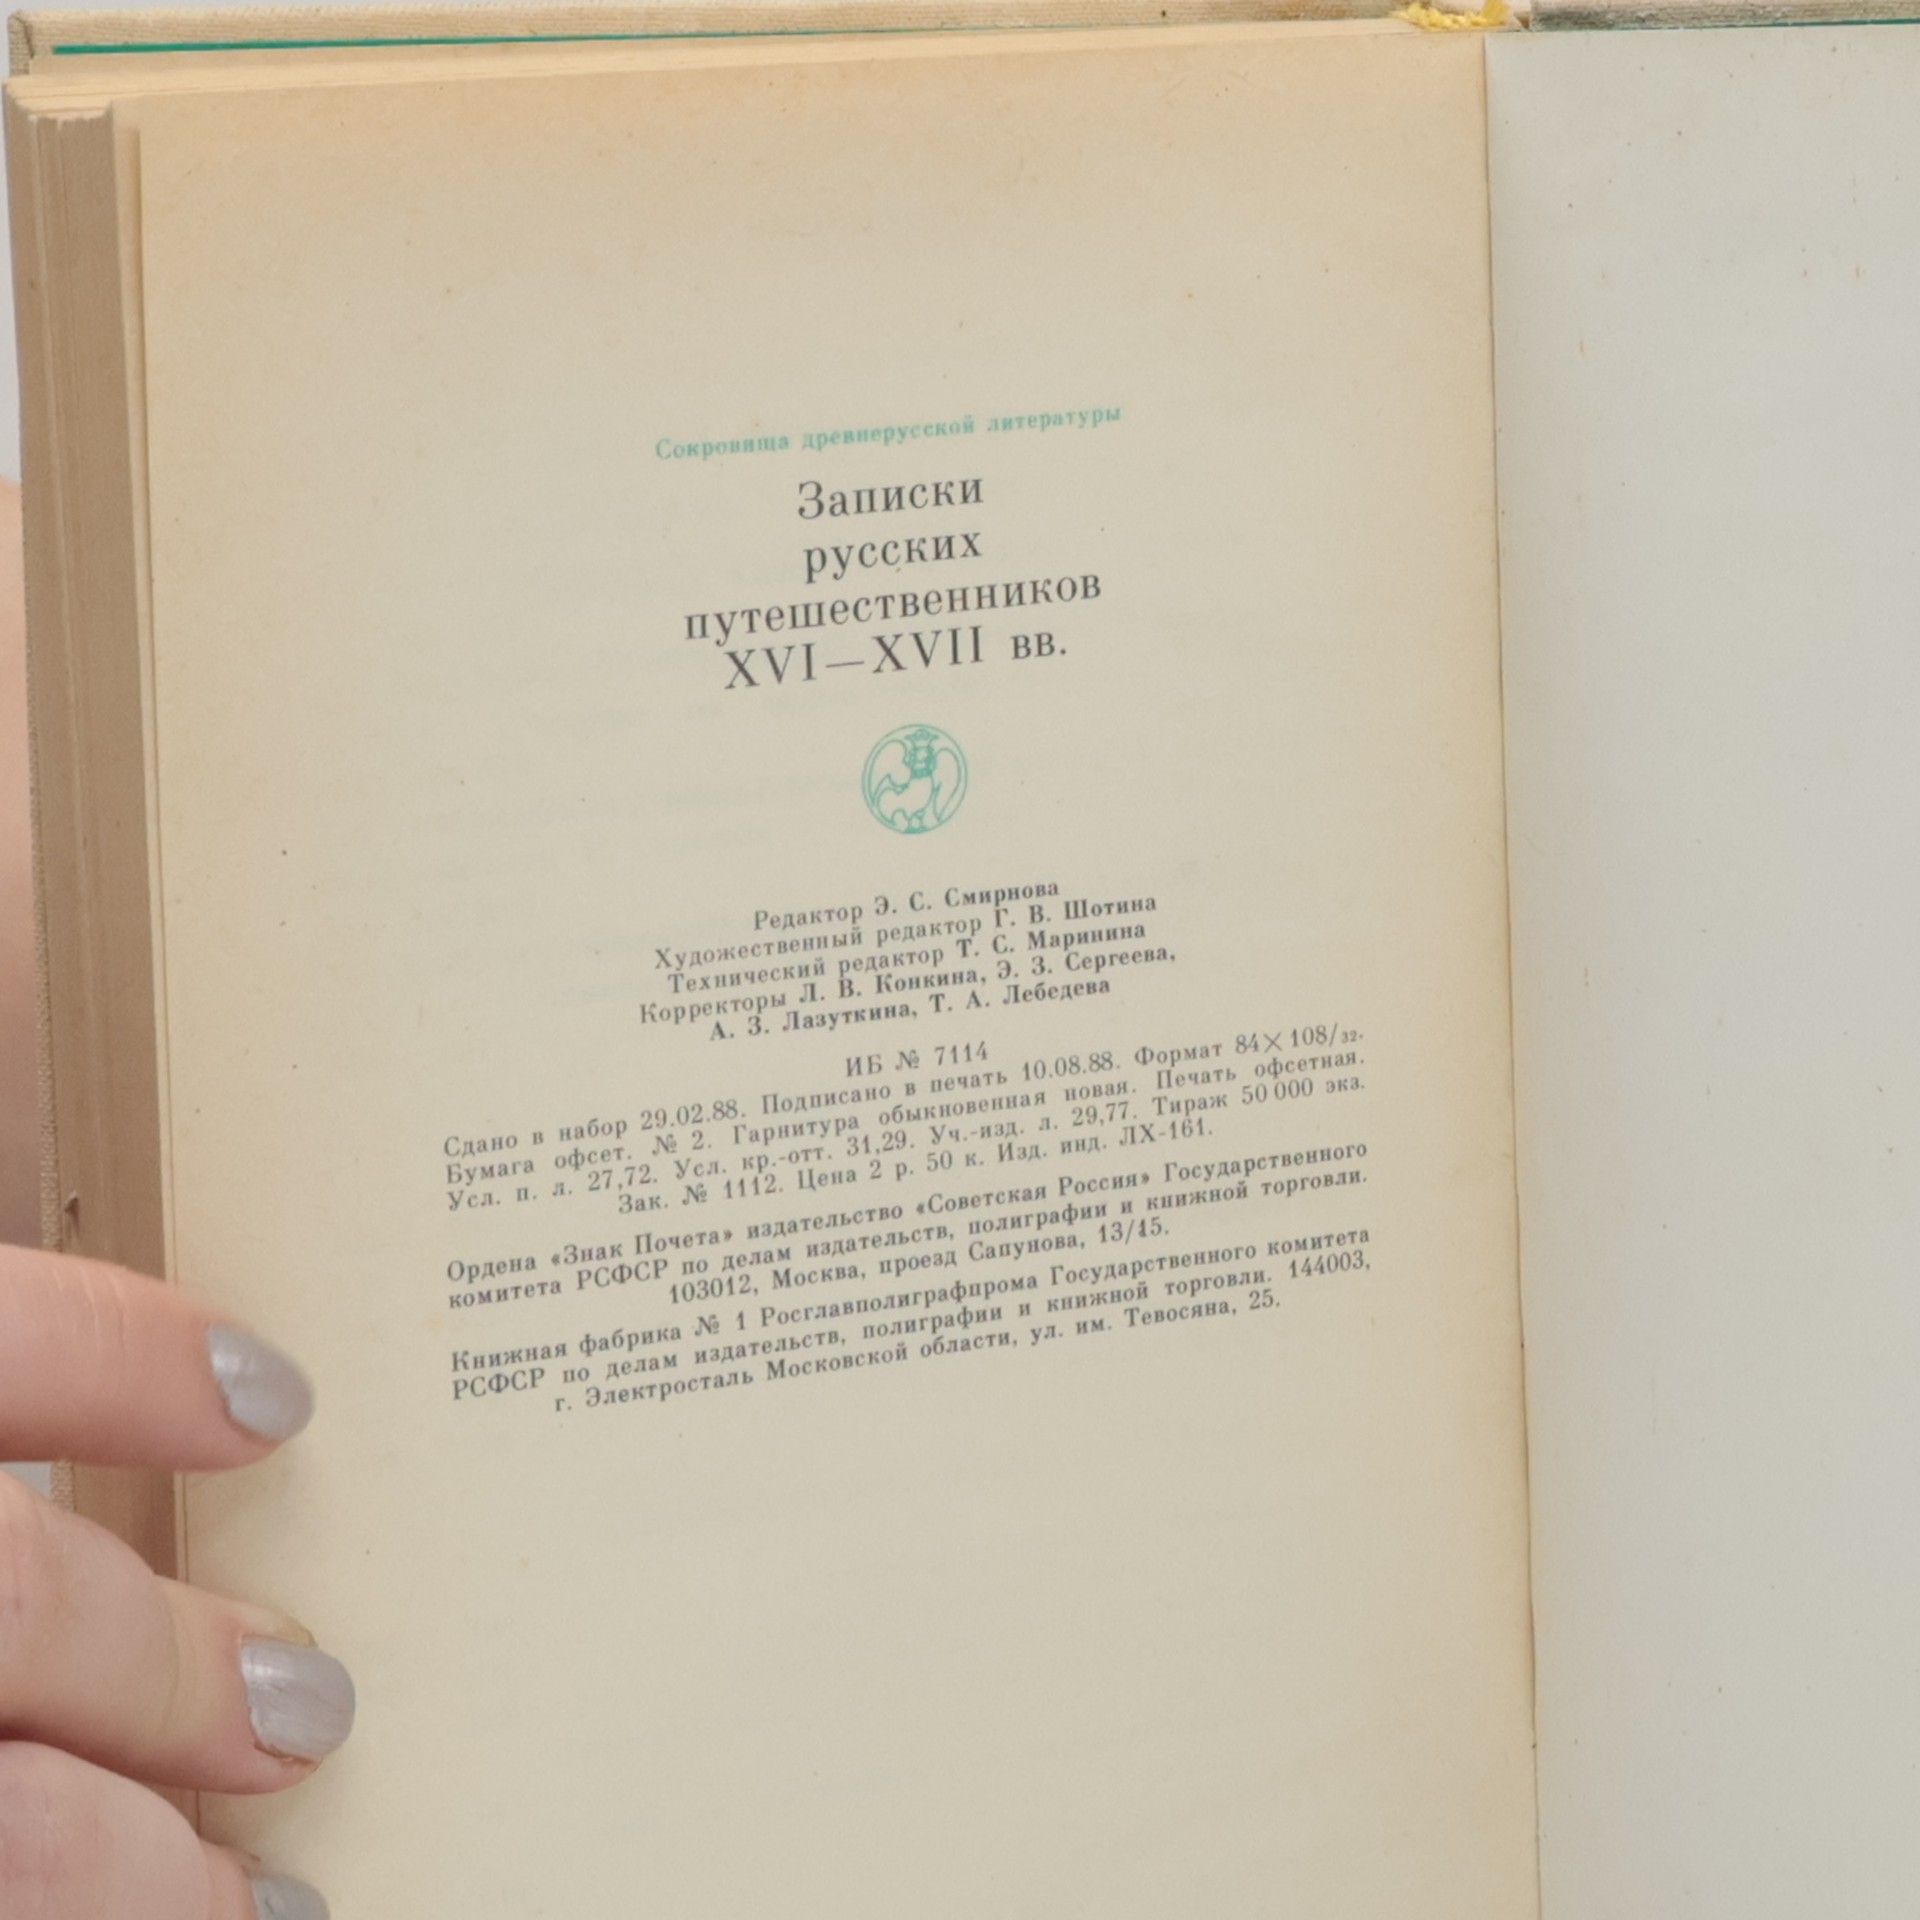 Сокровища древнерусской литературы
Записки
русских
путешественников
XVI—XVII вв.
Редактор Э. С. Смирнова
Художественный редактор Г. В. Шотина
Технический редактор Т. С. Маринина
Корректоры Л. В. Конкина, Э. З. Сергеева,
А. З. Лазуткина, Т. А. Лебедева
ИБ № 7114
Сдано в набор 29.02.88. Подписано в печать 10.08.88. Формат 84×108/32.
Бумага офсет. № 2. Гарнитура обыкновенная новая. Печать офсетная.
Усл. п. л. 27,72. Усл. кр.-отт. 31,29. Уч.-изд. л. 29,77. Тираж 50 000 экз.
Зак. № 1112. Цена 2 р. 50 к. Изд. инд. ЛХ-161.
Ордена «Знак Почета» издательство «Советская Россия» Государственного
комитета РСФСР по делам издательств, полиграфии и книжной торговли.
103012, Москва, проезд Сапунова, 13/15.
Книжная фабрика № 1 Росглавполиграфпрома Государственного комитета
РСФСР по делам издательств, полиграфии и книжной торговли. 144003,
г. Электросталь Московской области, ул. им. Тевосяна, 25.